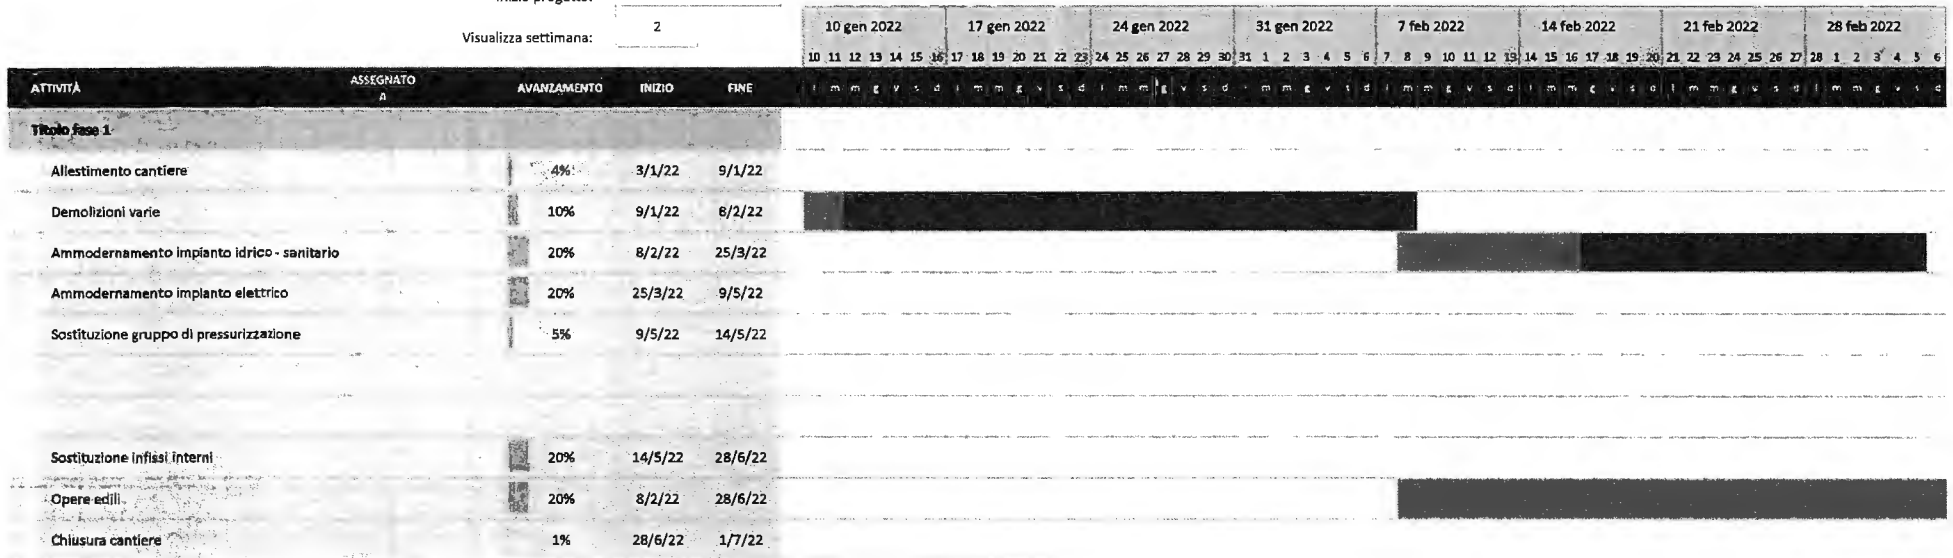 Inizio progetto:
Visualizza settimana: 2
10 gen 2022 17 gen 2022 24 gen 2022 31 gen 2022 7 feb 2022 14 feb 2022 21 feb 2022 28 feb 2022
10 11 12 13 14 15 16 17 18 19 20 21 22 23 24 25 26 27 28 29 30 31 1 2 3 4 5 6 7 8 9 10 11 12 13 14 15 16 17 18 19 20 21 22 23 24 25 26 27 28 1 2 3 4 5 6
ATTIVITÀ ASSEGNATO A AVANZAMENTO INIZIO FINE l m m g v s d l m m g v s d l m m g v s d l m m g v s d l m m g v s d l m m g v s d l m m g v s d l m m g v s d
Titolo fase 1
Allestimento cantiere 4% 3/1/22 9/1/22
Demolizioni varie 10% 9/1/22 8/2/22
Ammodernamento impianto idrico - sanitario 20% 8/2/22 25/3/22
Ammodernamento impianto elettrico 20% 25/3/22 9/5/22
Sostituzione gruppo di pressurizzazione 5% 9/5/22 14/5/22
Sostituzione infissi interni 20% 14/5/22 28/6/22
Opere edili 20% 8/2/22 28/6/22
Chiusura cantiere 1% 28/6/22 1/7/22